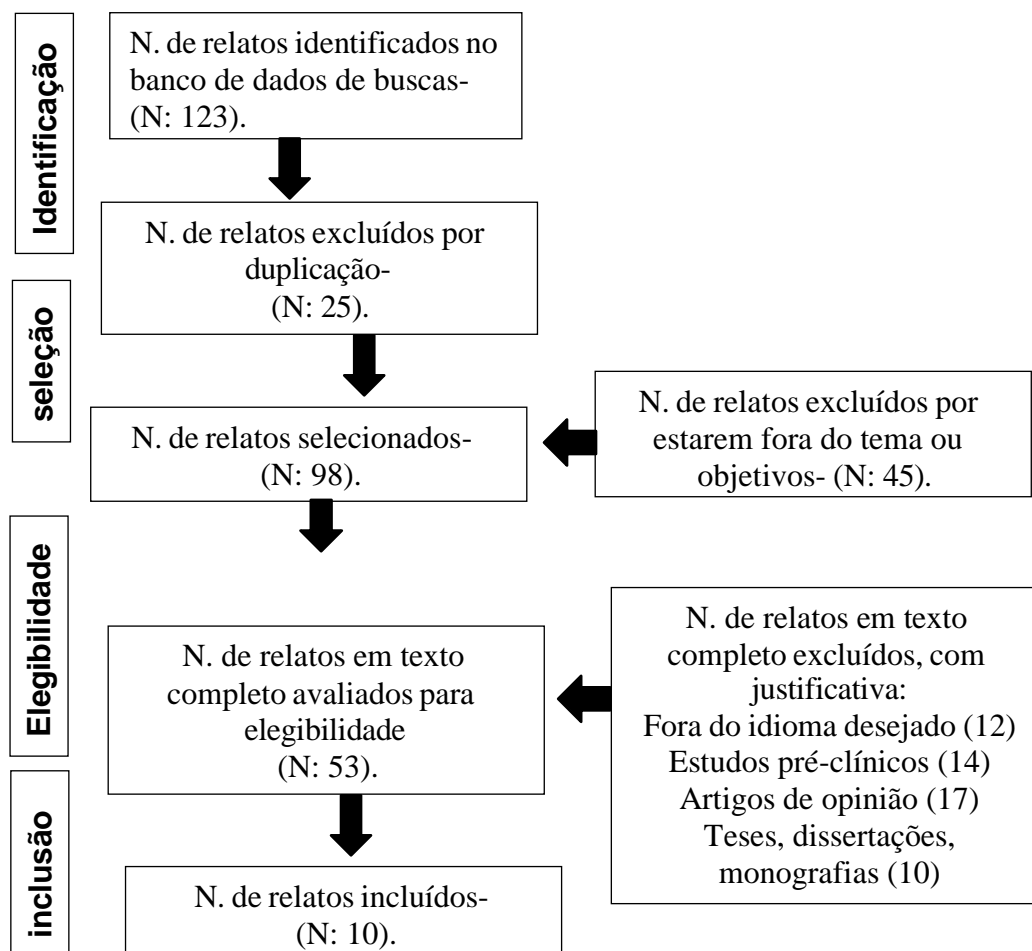 Identificação
N. de relatos identificados no
banco de dados de buscas-
(N: 123).
N. de relatos excluídos por
duplicação-
(N: 25).
seleção
N. de relatos selecionados-
(N: 98).
N. de relatos excluídos por
estarem fora do tema ou
objetivos- (N: 45).
Elegibilidade
N. de relatos em texto
completo avaliados para
elegibilidade
(N: 53).
N. de relatos em texto
completo excluídos, com
justificativa:
Fora do idioma desejado (12)
Estudos pré-clínicos (14)
Artigos de opinião (17)
Teses, dissertações,
monografias (10)
inclusão
N. de relatos incluídos-
(N: 10).